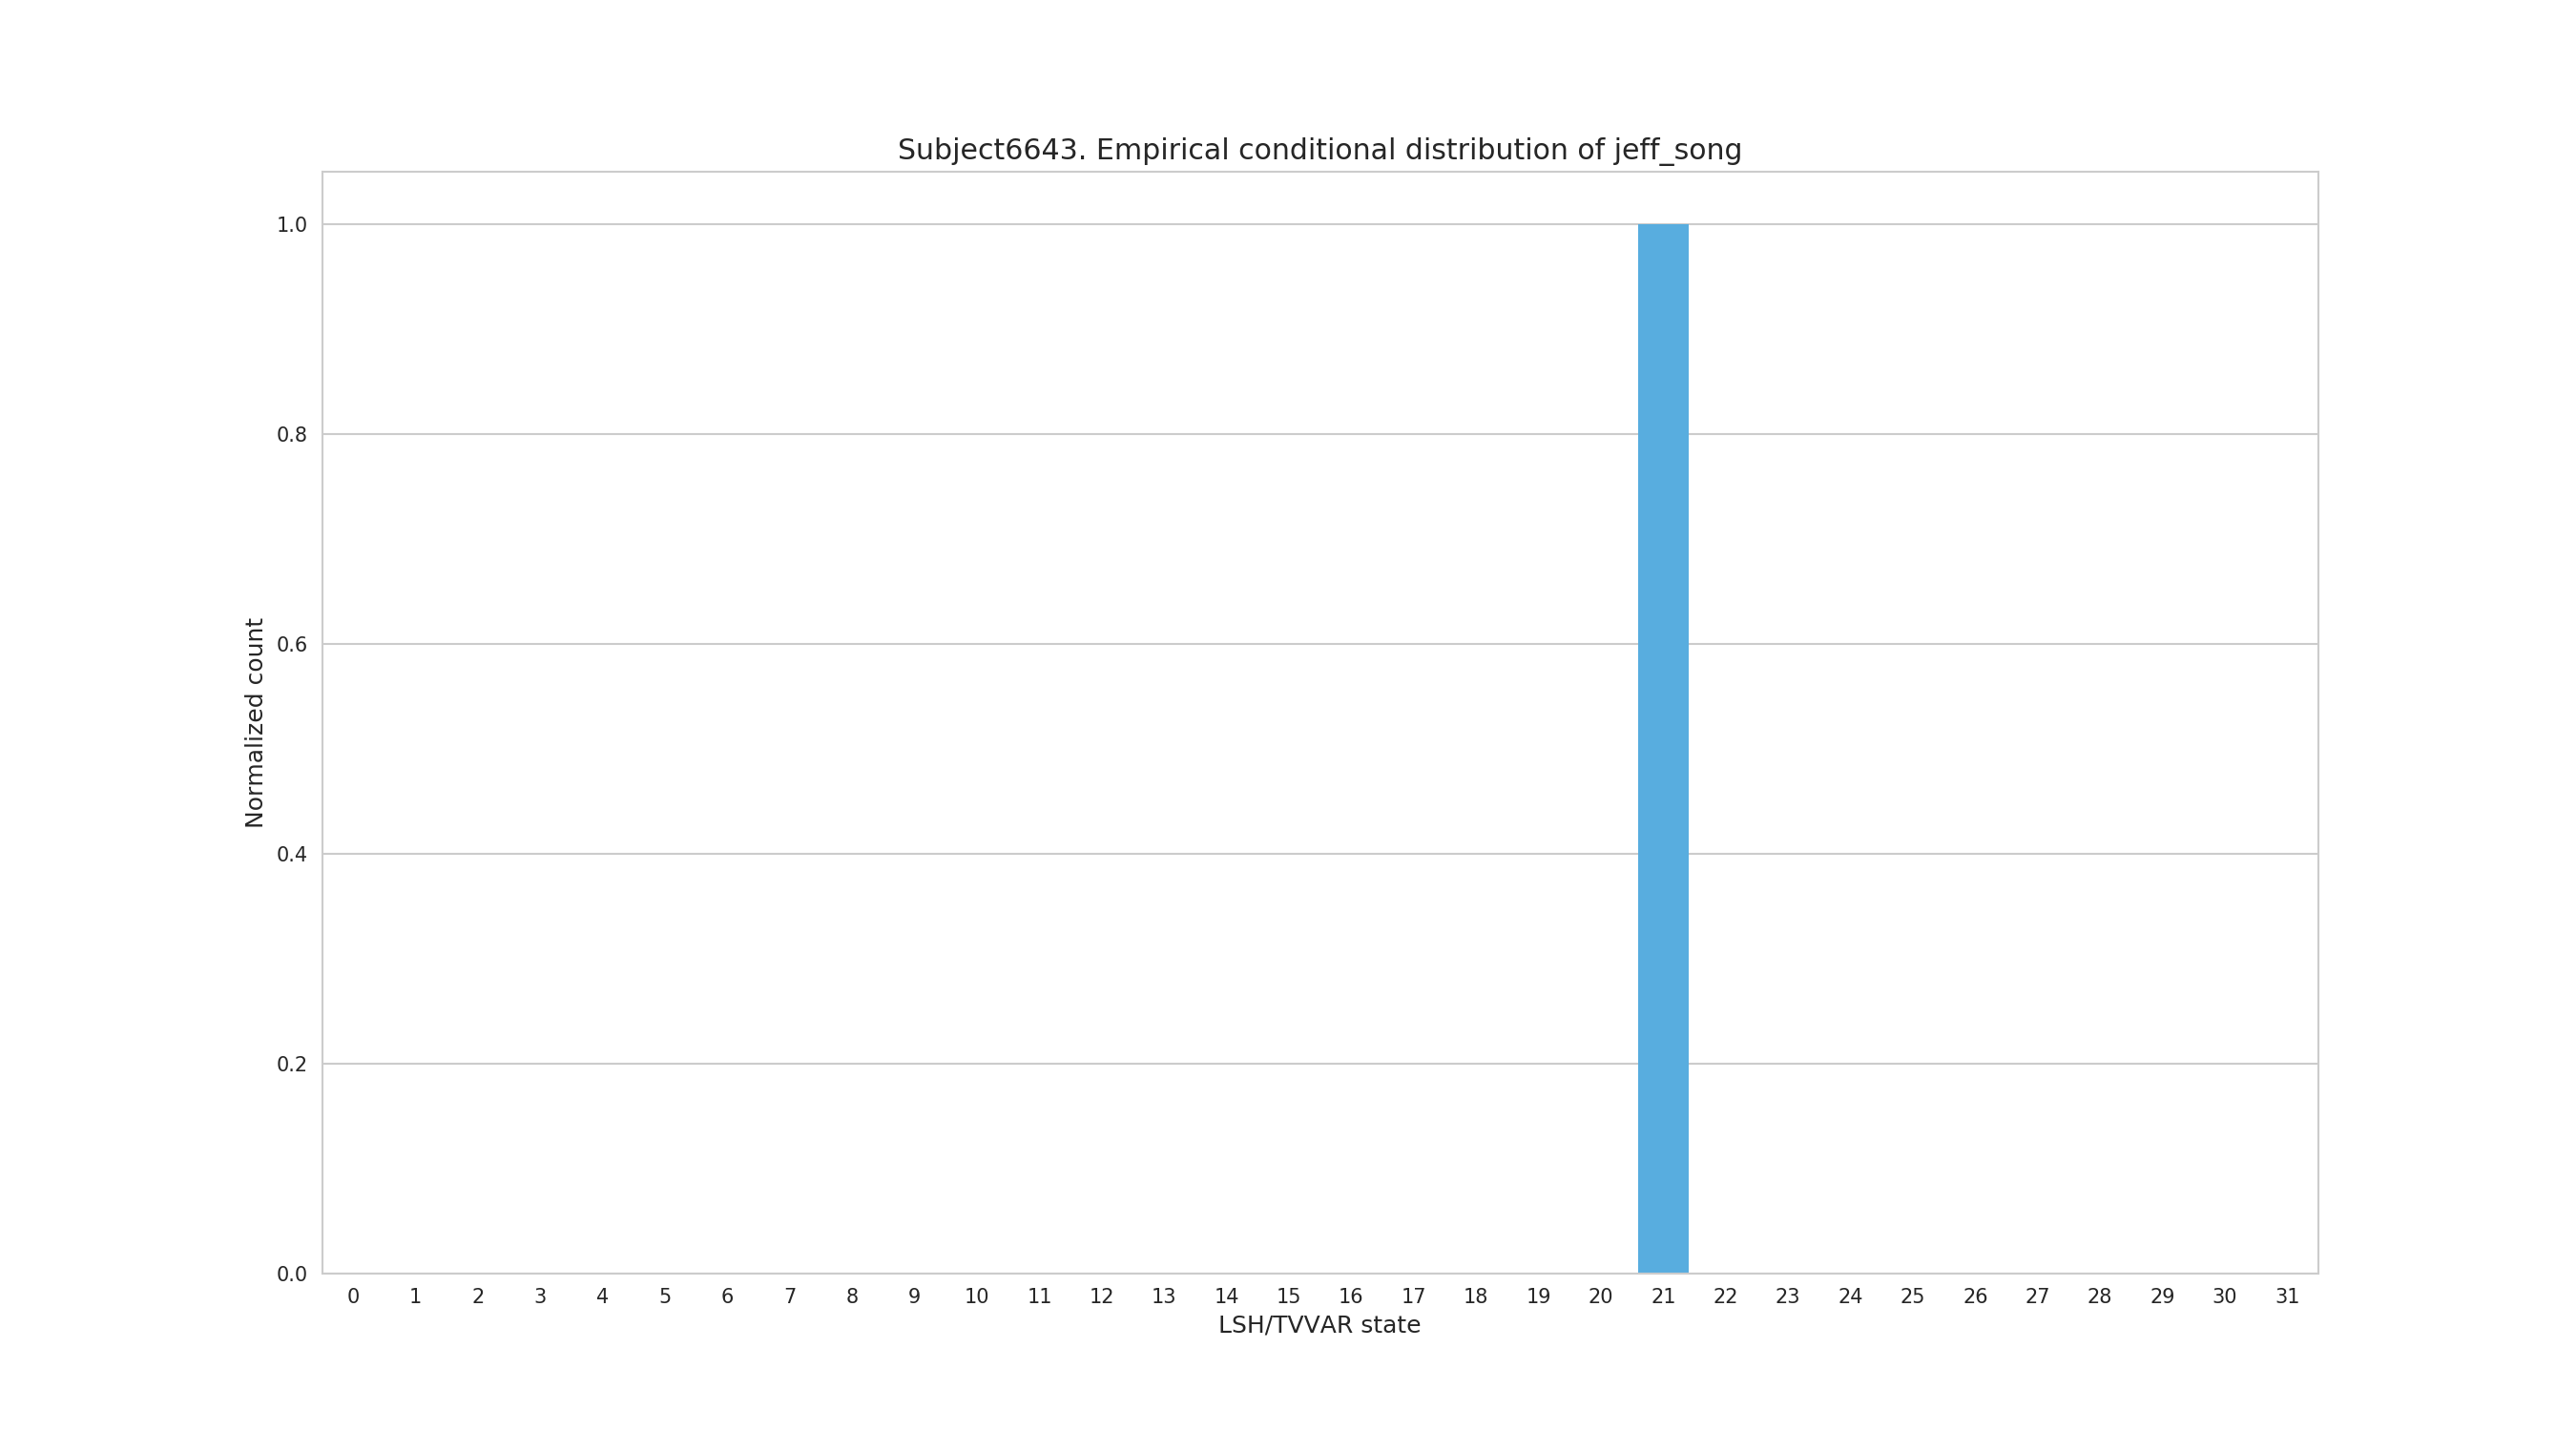 Subject6643. Empirical conditional distribution of jeff_song
1.0
0.8
0.6
0.4
0.2
0.0
Normalized count
0 1 2 3 4 5 6 7 8 9 10 11 12 13 14 15 16 17 18 19 20 21 22 23 24 25 26 27 28 29 30 31
LSH/TVVAR state